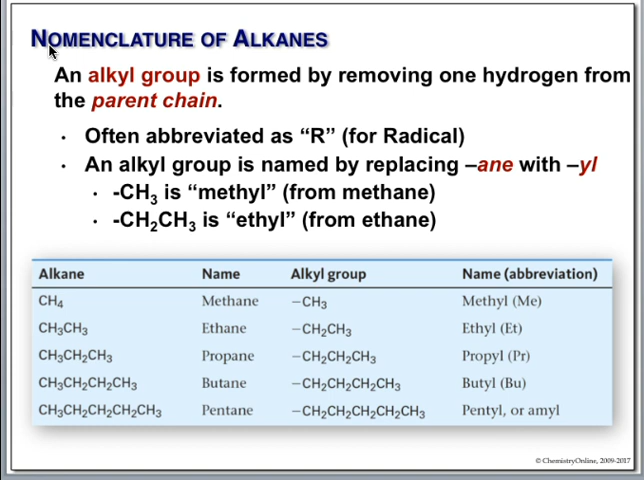 NOMENCLATURE OF ALKANES
An alkyl group is formed by removing one hydrogen from
the parent chain.
• Often abbreviated as “R” (for Radical)
• An alkyl group is named by replacing –ane with –yl
• -CH₃ is “methyl” (from methane)
• -CH₂CH₃ is “ethyl” (from ethane)
Alkane Name Alkyl group Name (abbreviation)
CH₄ Methane −CH₃ Methyl (Me)
CH₃CH₃ Ethane −CH₂CH₃ Ethyl (Et)
CH₃CH₂CH₃ Propane −CH₂CH₂CH₃ Propyl (Pr)
CH₃CH₂CH₂CH₃ Butane −CH₂CH₂CH₂CH₃ Butyl (Bu)
CH₃CH₂CH₂CH₂CH₃ Pentane −CH₂CH₂CH₂CH₂CH₃ Pentyl, or amyl
© ChemistryOnline, 2009-2017